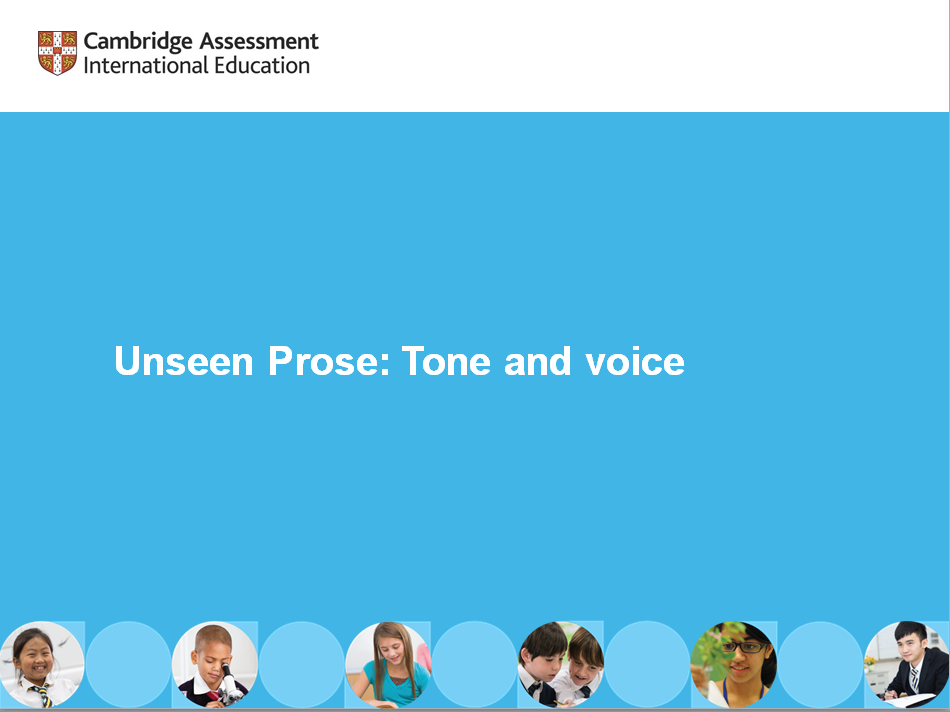 Cambridge Assessment
International Education
Unseen Prose: Tone and voice